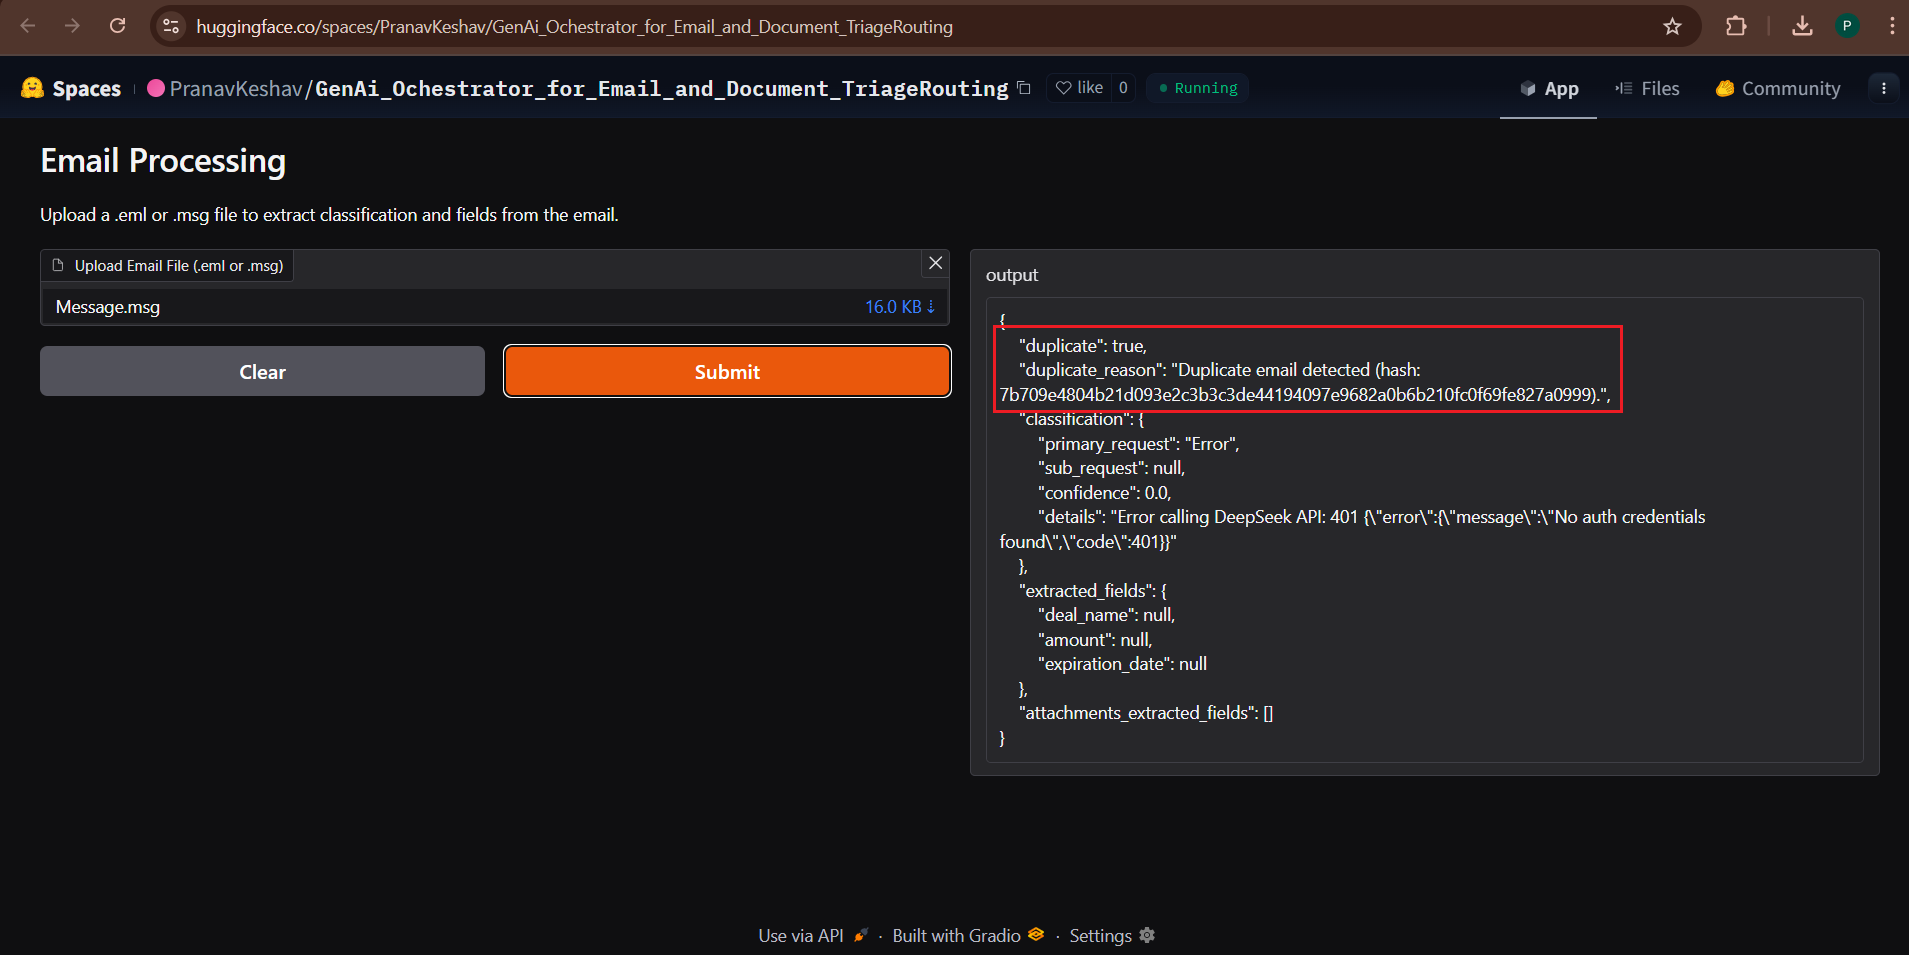 huggingface.co/spaces/PranavKeshav/GenAi_Ochestrator_for_Email_and_Document_TriageRouting
P
Spaces
PranavKeshav/GenAi_Ochestrator_for_Email_and_Document_TriageRouting
like 0
Running
App
Files
Community
Email Processing
Upload a .eml or .msg file to extract classification and fields from the email.
Upload Email File (.eml or .msg)
Message.msg 16.0 KB ↓
Clear
Submit
output
{
"duplicate": true,
"duplicate_reason": "Duplicate email detected (hash:
7b709e4804b21d093e2c3b3c3de44194097e9682a0b6b210fc0f69fe827a0999).",
"classification": {
"primary_request": "Error",
"sub_request": null,
"confidence": 0.0,
"details": "Error calling DeepSeek API: 401 {\"error\":{\"message\":\"No auth credentials
found\",\"code\":401}}"
},
"extracted_fields": {
"deal_name": null,
"amount": null,
"expiration_date": null
},
"attachments_extracted_fields": []
}
Use via API · Built with Gradio · Settings